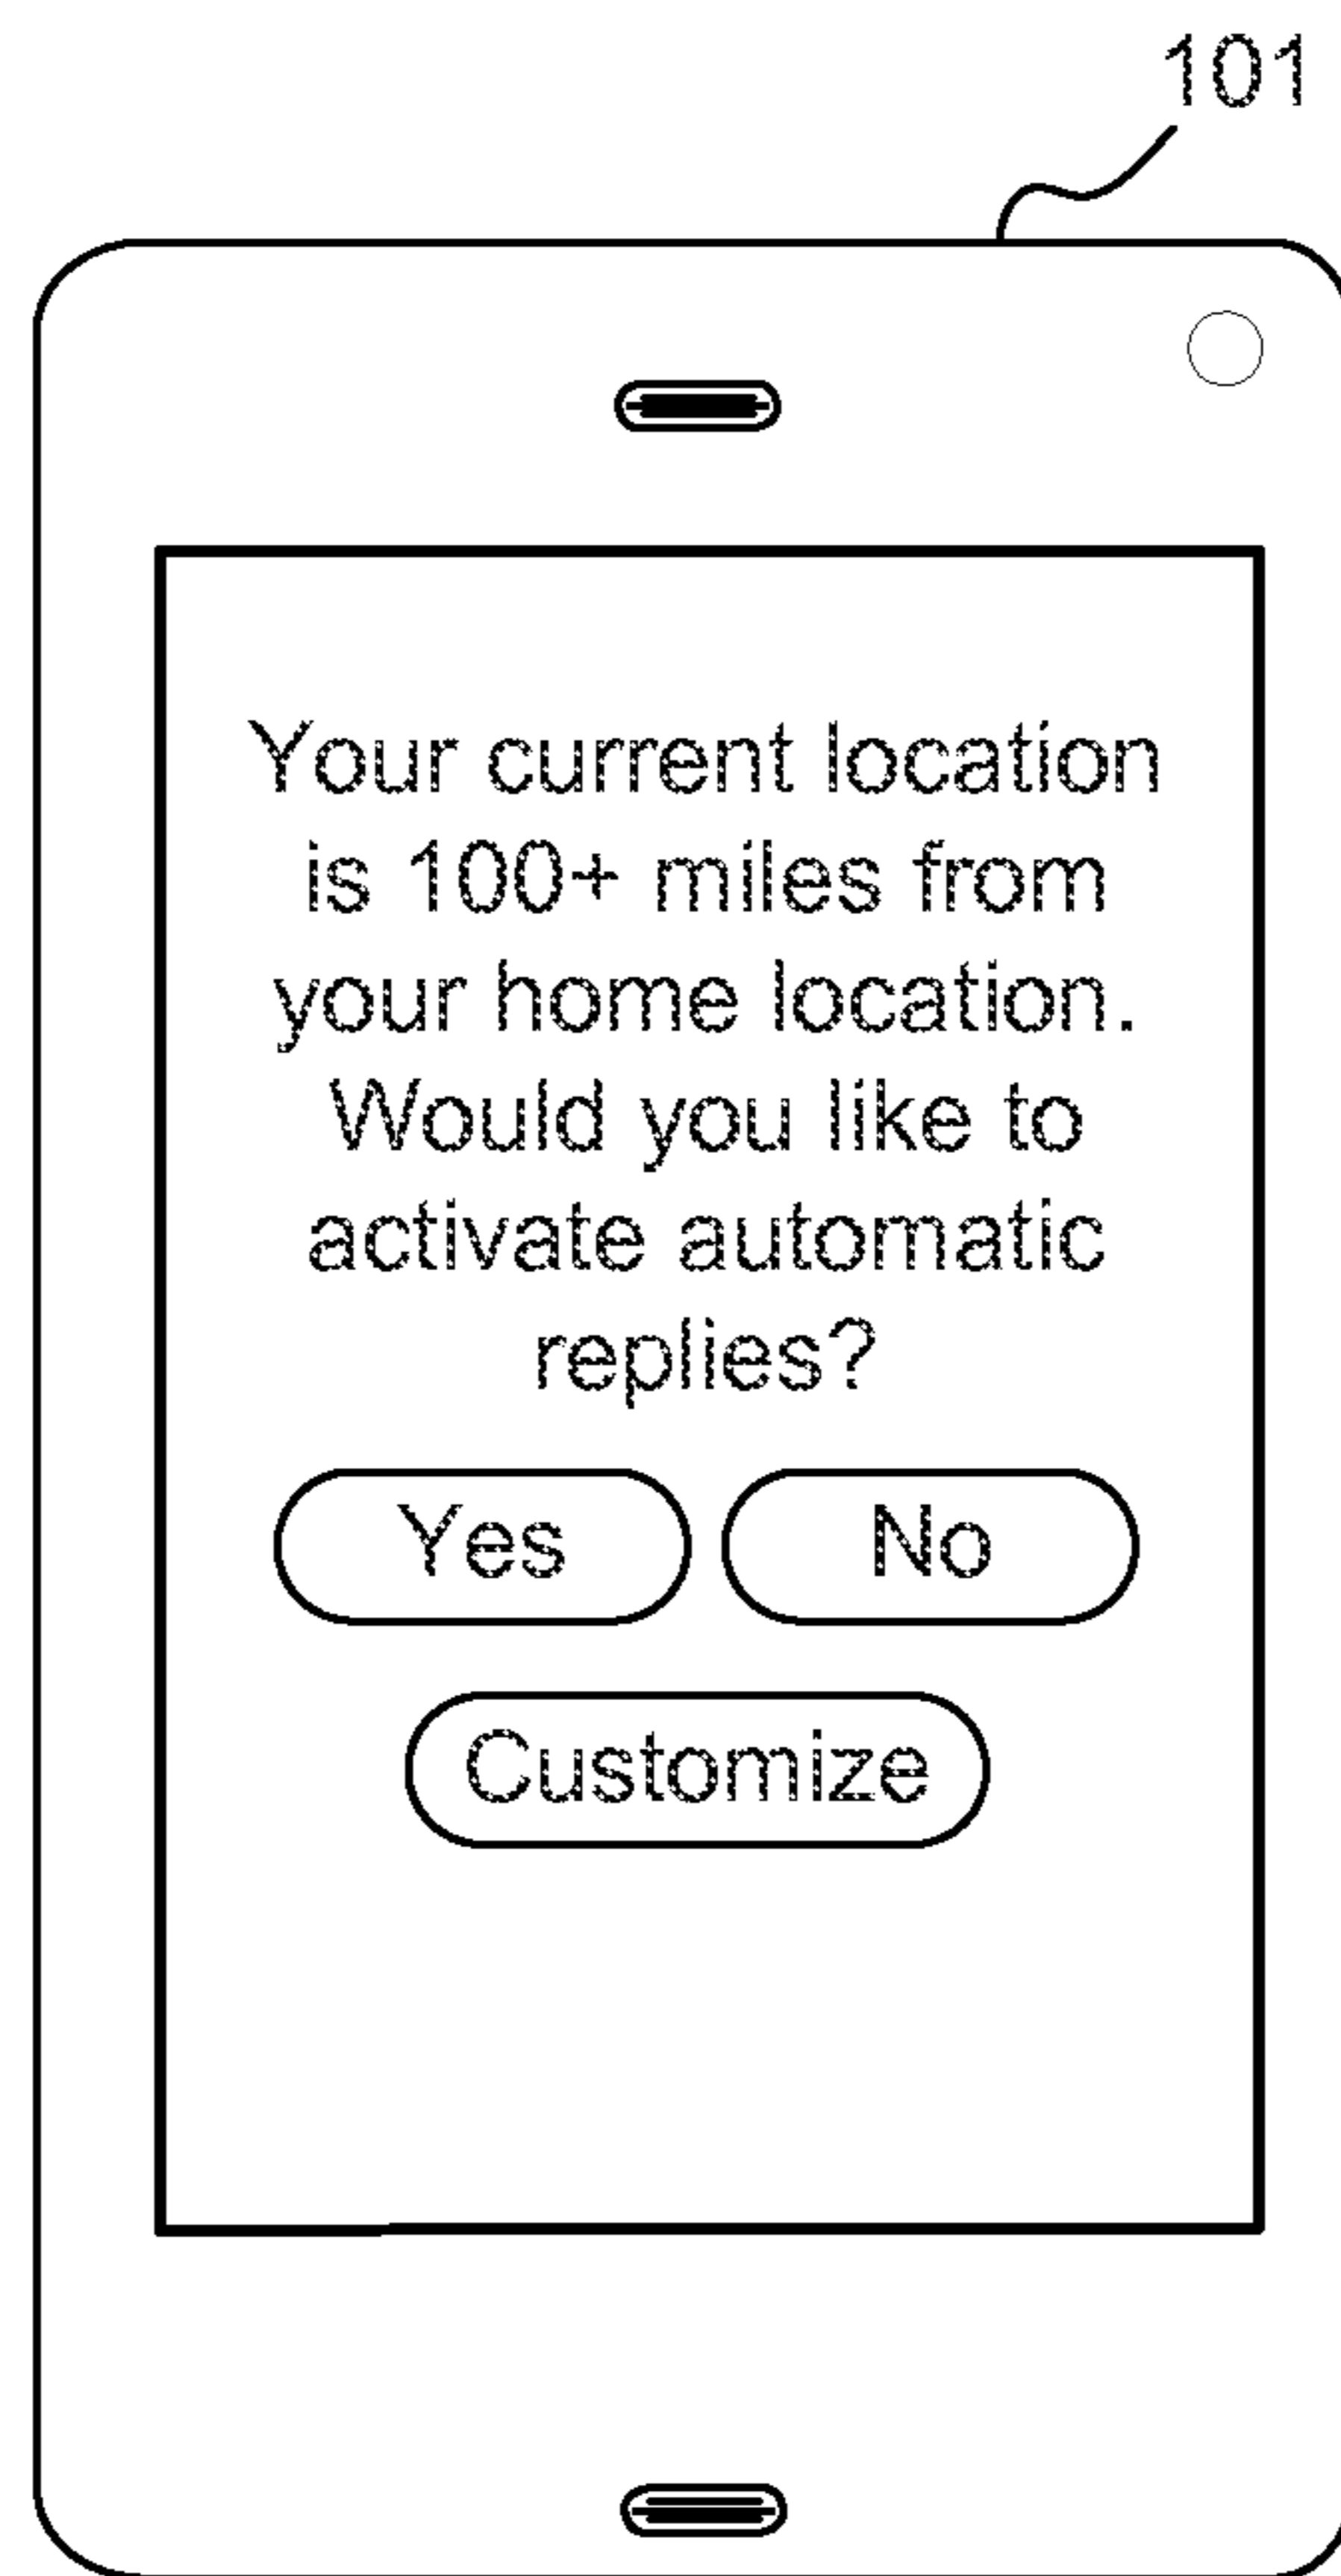 101
Your current location
is 100+ miles from
your home location.
Would you like to
activate automatic
replies?
Yes No
Customize